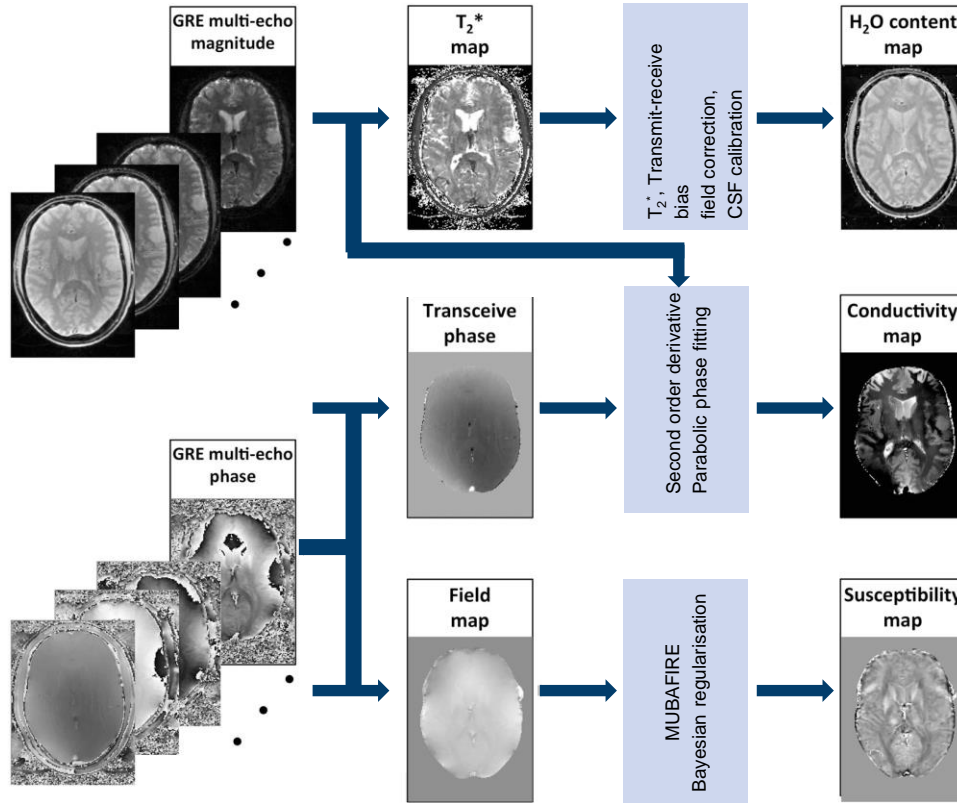 GRE multi-echo
magnitude
T₂*
map
T₂*, Transmit-receive
bias
field correction,
CSF calibration
H₂O content
map
Transceive
phase
Second order derivative
Parabolic phase fitting
Conductivity
map
GRE multi-echo
phase
Field
map
MUBAFIRE
Bayesian regularisation
Susceptibility
map